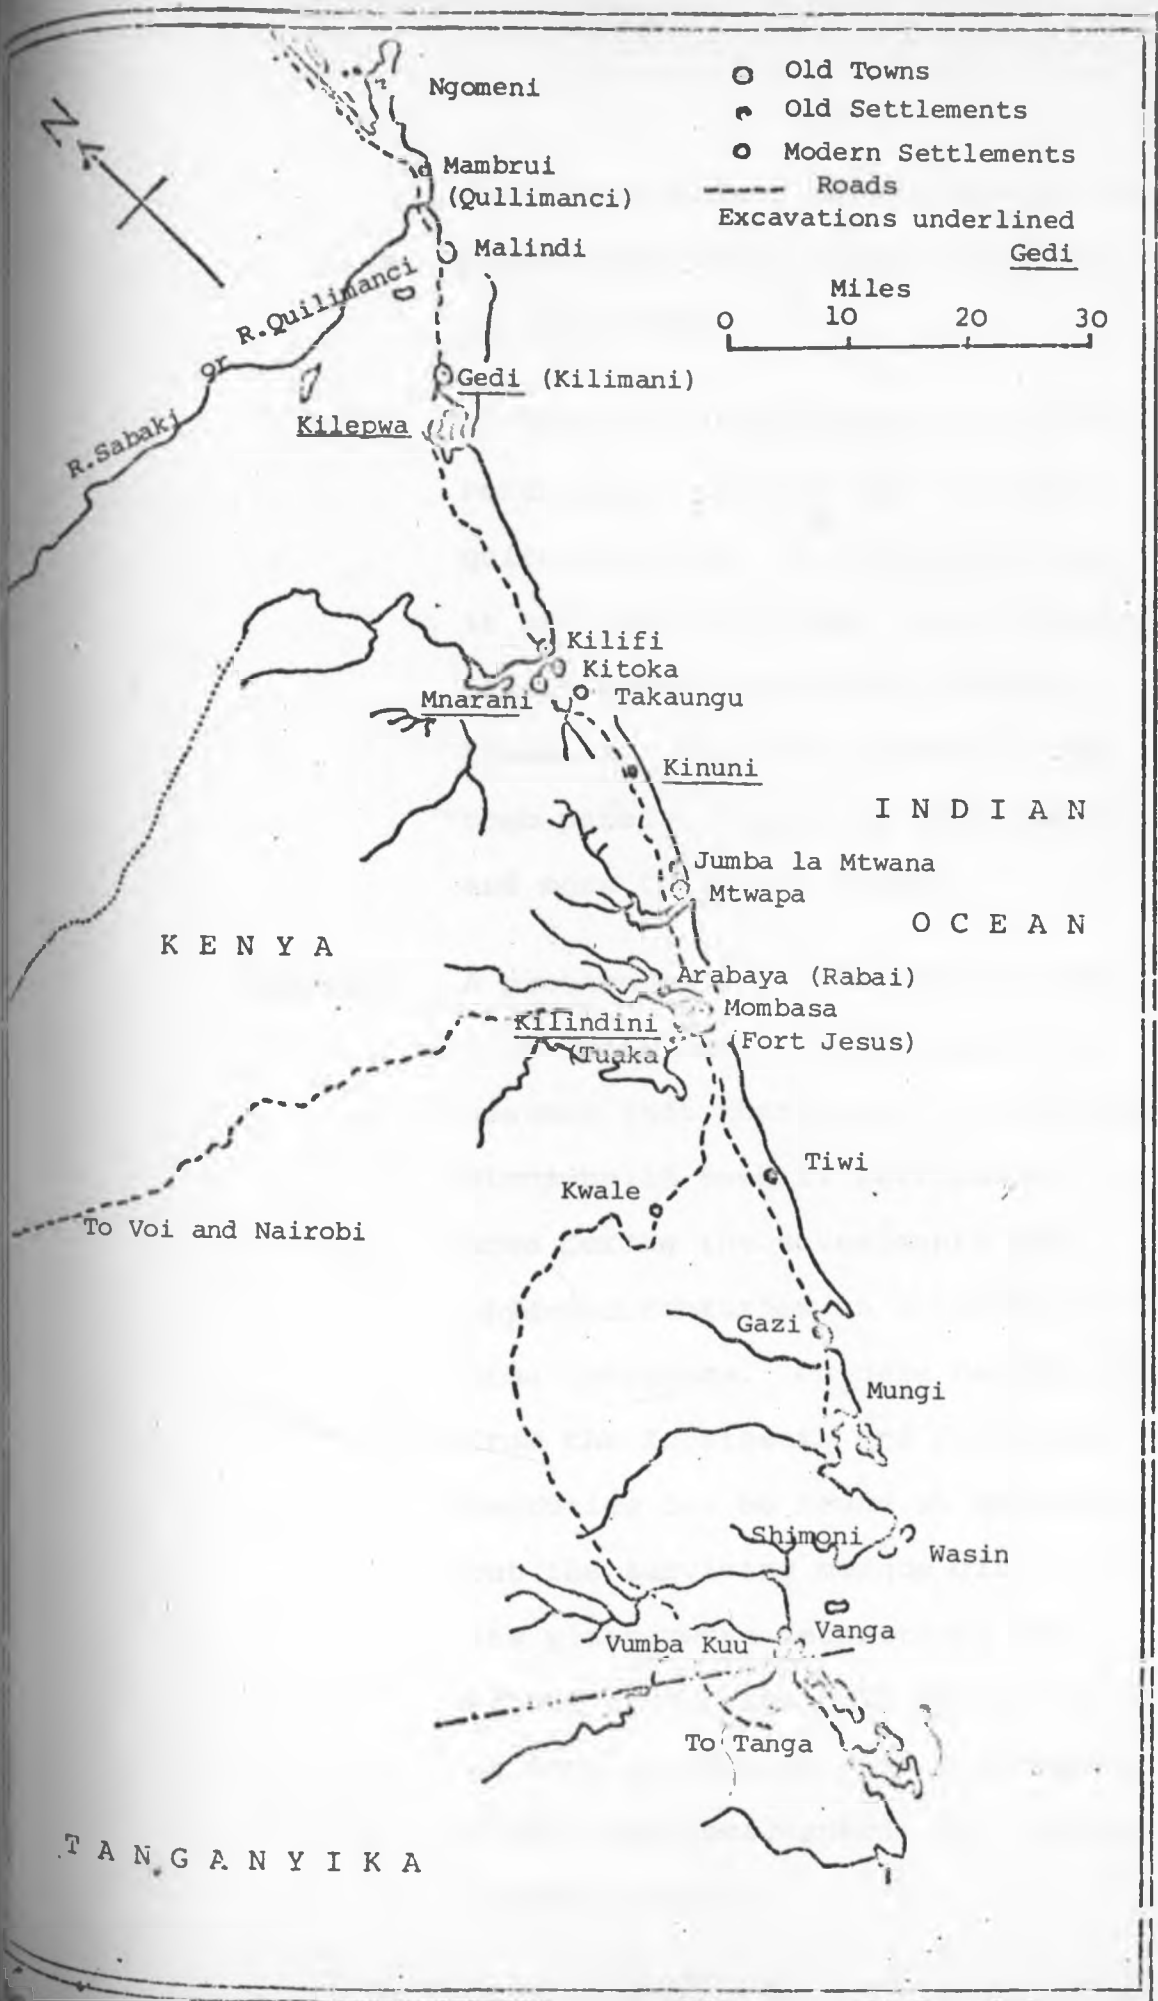 Ngomeni
Old Towns
Old Settlements
Modern Settlements
Roads
Excavations underlined
Gedi
Miles
0 10 20 30
N
Mambrui
(Qullimanci)
Malindi
R.Quilimanci
or
R.Sabaki
Gedi (Kilimani)
Kilepwa
Kilifi
Kitoka
Mnarani
Takaungu
Kinuni
INDIAN
OCEAN
Jumba la Mtwana
Mtwapa
KENYA
Arabaya (Rabai)
Mombasa
(Fort Jesus)
Kilindini
(Tuaka)
Tiwi
Kwale
To Voi and Nairobi
Gazi
Mungi
Shimoni
Wasin
Vanga
Vumba Kuu
To Tanga
TANGANYIKA